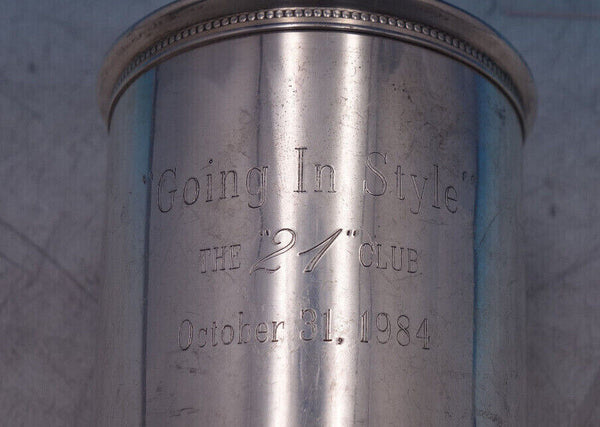 "Going In Style"
THE "21" CLUB
October 31, 1984